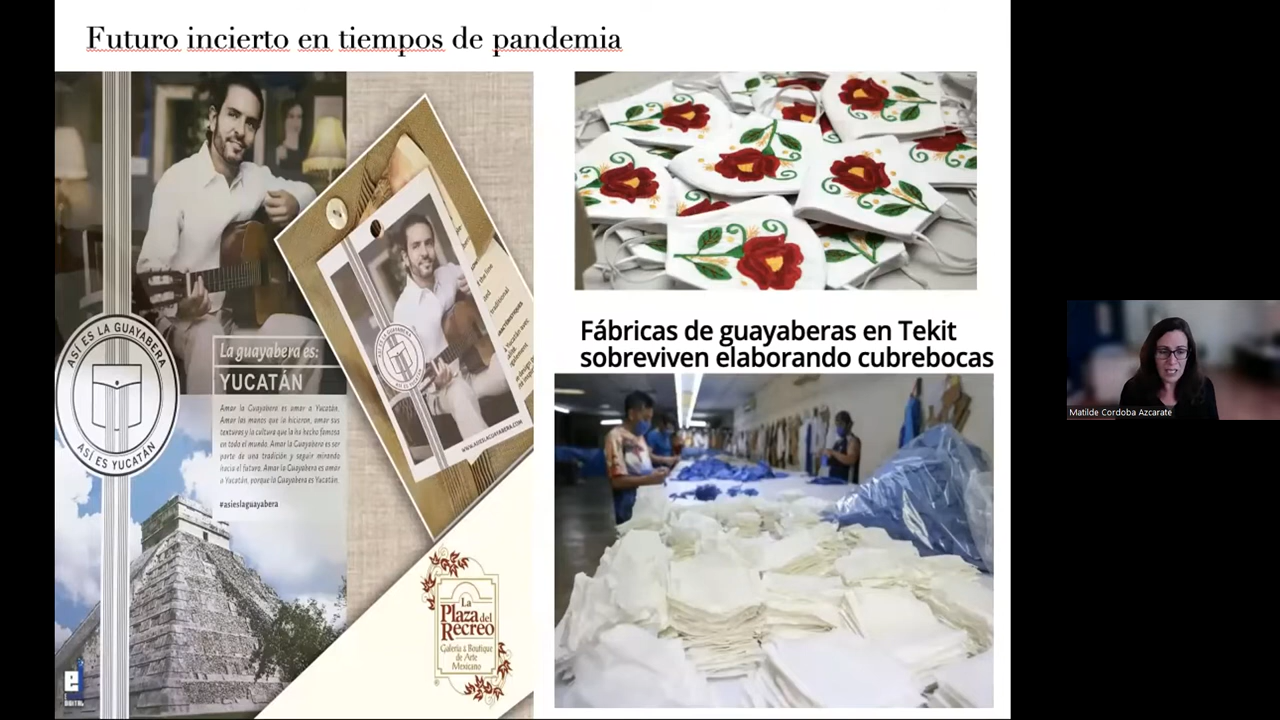 Futuro incierto en tiempos de pandemia
ASÍ ES LA GUAYABERA
ASÍ ES YUCATÁN
La guayabera es:
YUCATÁN
Amar la Guayabera es amar a Yucatán.
Amar las manos que la hicieron, amar sus
texturas y la cultura que la ha hecho famosa
en todo el mundo. Amar la Guayabera es ser
parte de una tradición y seguir mirando
hacia el futuro. Amar la Guayabera es amar
a Yucatán, porque la Guayabera es Yucatán.
#asieslaguayabera
WWW.ASIESLAGUAYABERA.COM
La
Plaza del
Recreo
Galería & Boutique
de Arte
Mexicano
DIGITAL
Fábricas de guayaberas en Tekit
sobreviven elaborando cubrebocas
Matilde Cordoba Azcarate